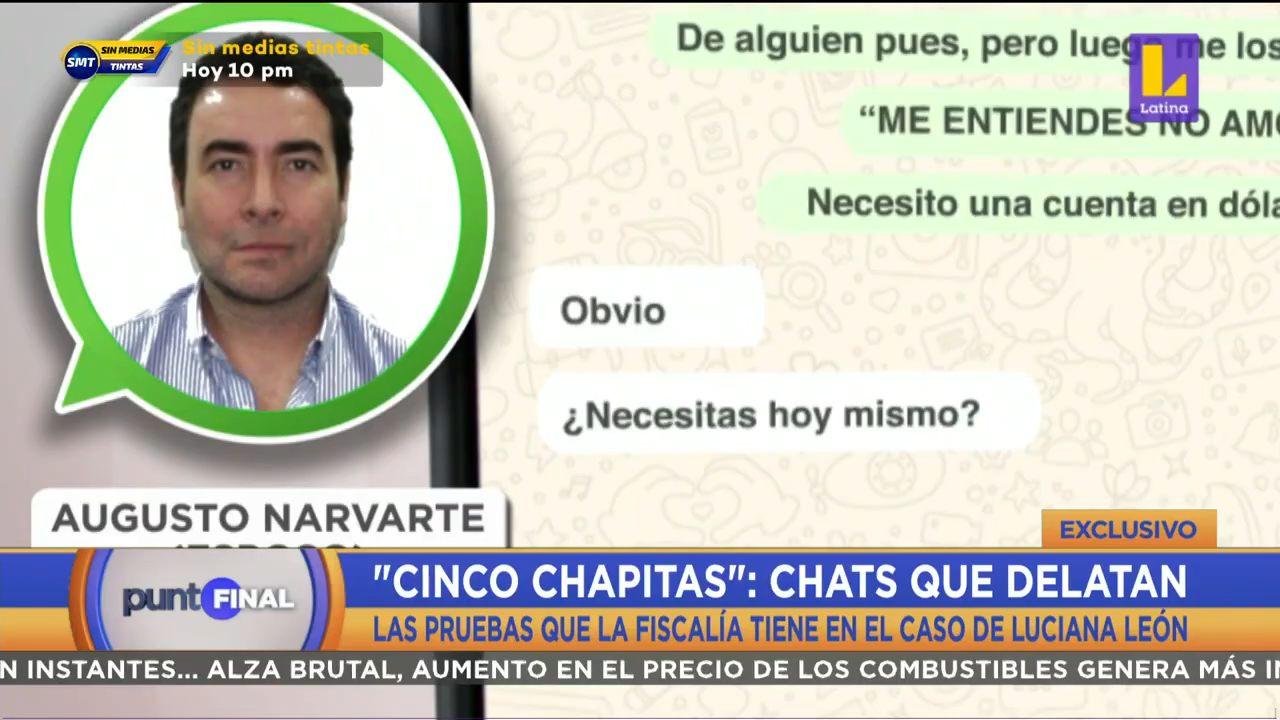 SMT
SIN MEDIAS
TINTAS
Sin medias tintas
Hoy 10 pm
De alguien pues, pero luego me los
Latina
“ME ENTIENDES NO
Necesito una cuenta en
Obvio
¿Necesitas hoy mismo?
AUGUSTO NARVARTE
EXCLUSIVO
punto FINAL
"CINCO CHAPITAS": CHATS QUE DELATAN
LAS PRUEBAS QUE LA FISCALÍA TIENE EN EL CASO DE LUCIANA LEÓN
N INSTANTES... ALZA BRUTAL, AUMENTO EN EL PRECIO DE LOS COMBUSTIBLES GENERA MÁS